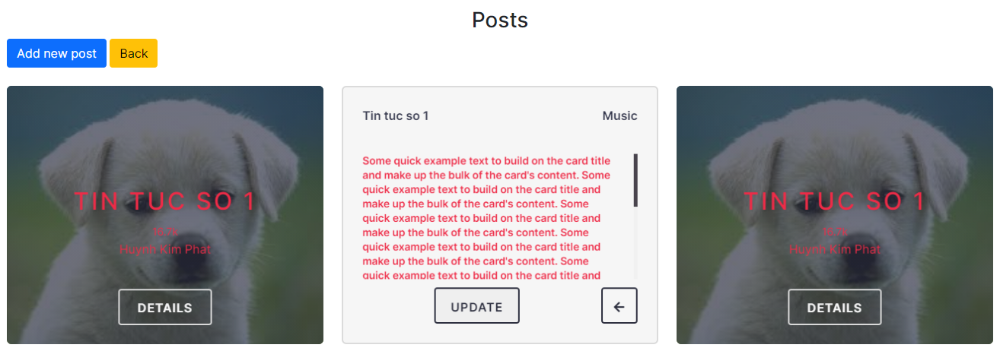 Posts
Add new post Back
TIN TUC SO 1
16.7k
Huynh Kim Phat
DETAILS
Tin tuc so 1 Music
Some quick example text to build on the card title
and make up the bulk of the card's content. Some
quick example text to build on the card title and
make up the bulk of the card's content. Some
quick example text to build on the card title and
make up the bulk of the card's content. Some
quick example text to build on the card title and
make up the bulk of the card's content. Some
quick example text to build on the card title and
UPDATE
TIN TUC SO 1
16.7k
Huynh Kim Phat
DETAILS